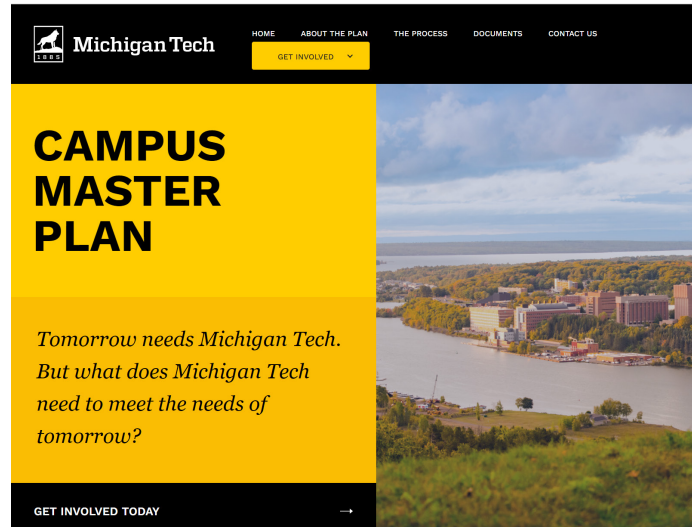 1885
Michigan Tech
HOME ABOUT THE PLAN THE PROCESS DOCUMENTS CONTACT US
GET INVOLVED
CAMPUS
MASTER
PLAN
Tomorrow needs Michigan Tech.
But what does Michigan Tech
need to meet the needs of
tomorrow?
GET INVOLVED TODAY →